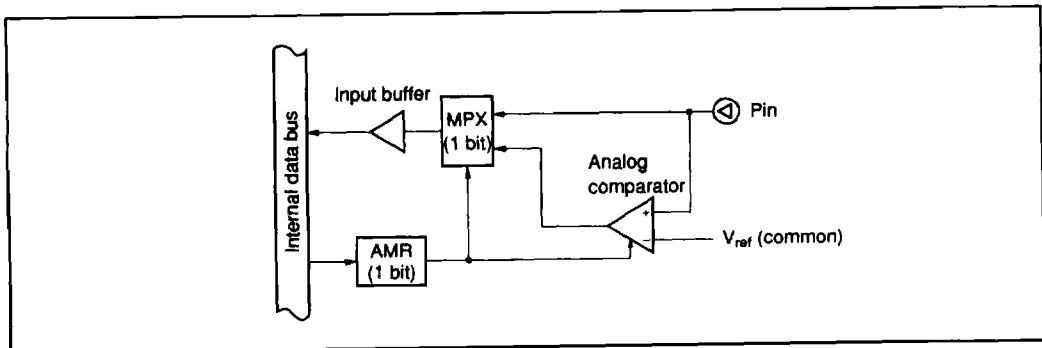 Internal data bus
Input buffer
MPX
(1 bit)
Pin
Analog
comparator
+
−
V_ref (common)
AMR
(1 bit)